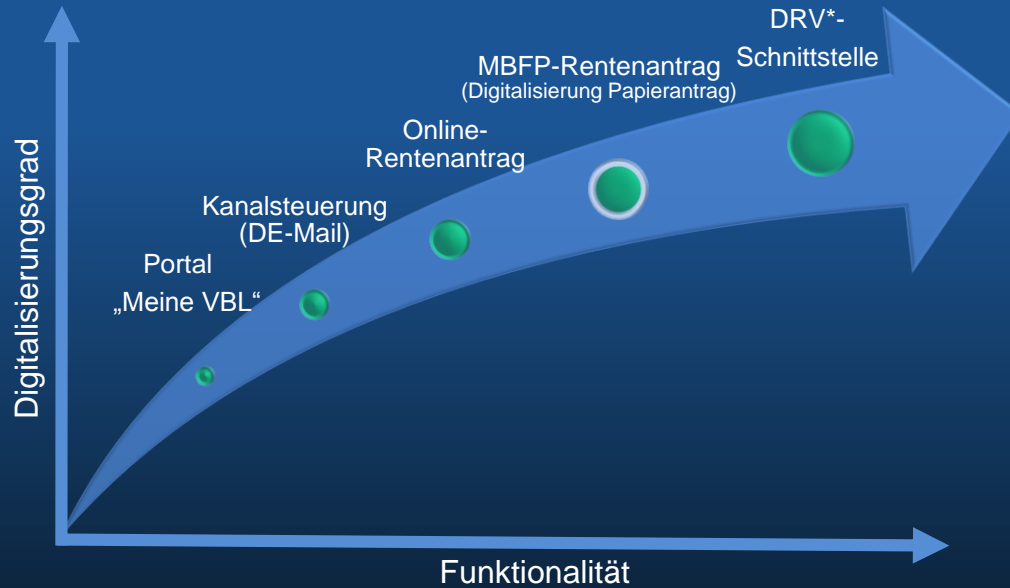 DRV*-
Schnittstelle
MBFP-Rentenantrag
(Digitalisierung Papierantrag)
Online-
Rentenantrag
Kanalsteuerung
(DE-Mail)
Portal
„Meine VBL“
Digitalisierungsgrad
Funktionalität